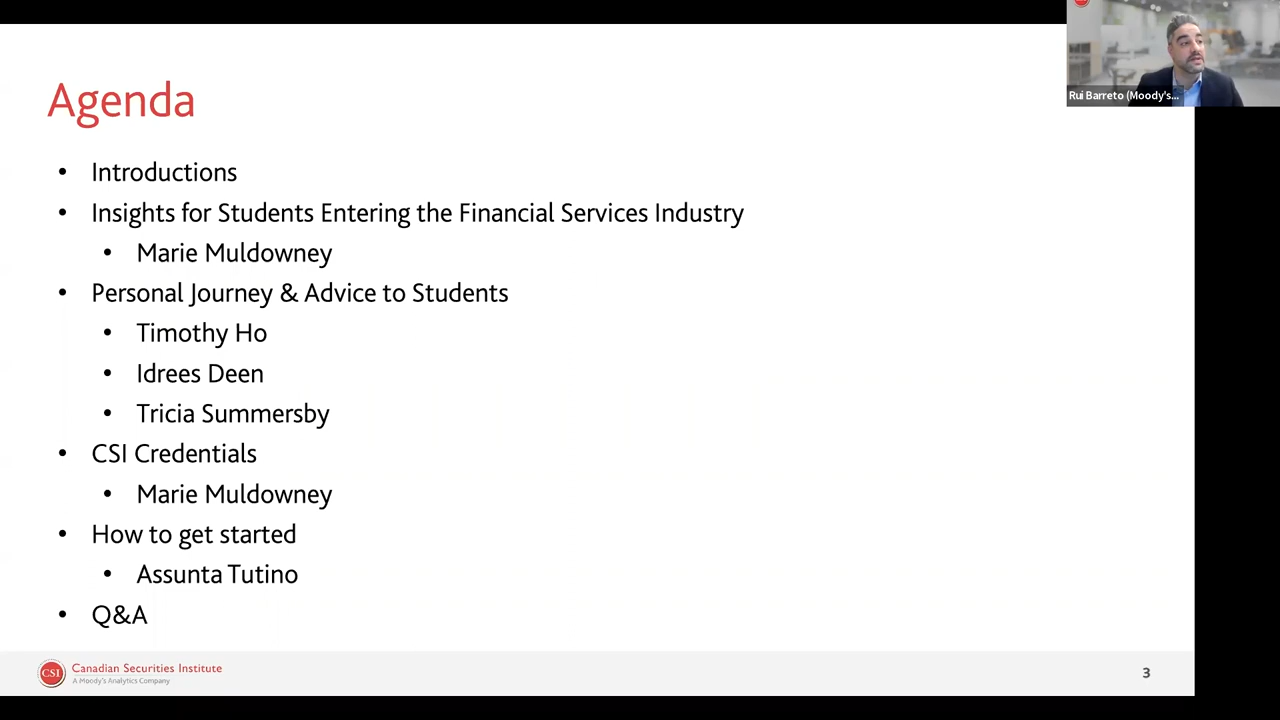 Agenda
Rui Barreto (Moody's...
• Introductions
• Insights for Students Entering the Financial Services Industry
• Marie Muldowney
• Personal Journey & Advice to Students
• Timothy Ho
• Idrees Deen
• Tricia Summersby
• CSI Credentials
• Marie Muldowney
• How to get started
• Assunta Tutino
• Q&A
CSI Canadian Securities Institute
A Moody's Analytics Company
3